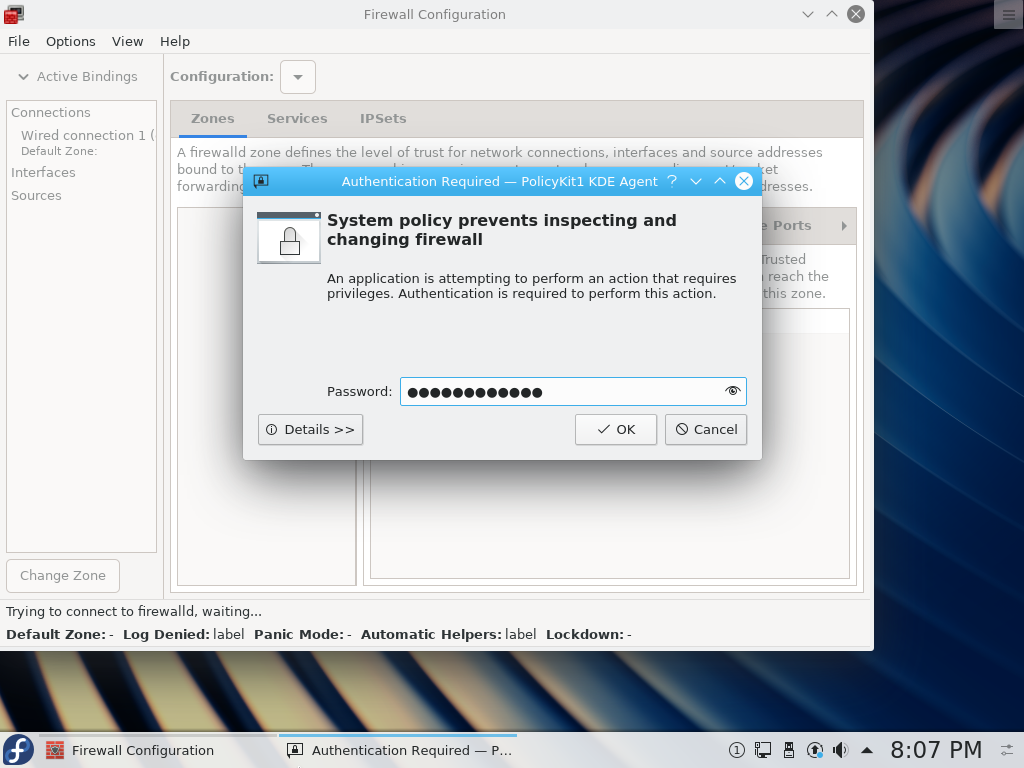 Firewall Configuration
File Options View Help
Active Bindings
Configuration:
Connections
Wired connection 1 (
Default Zone:
Interfaces
Sources
Change Zone
Zones Services IPSets
A firewalld zone defines the level of trust for network connections, interfaces and source addresses
bound to
forwarding
Authentication Required — PolicyKit1 KDE Agent
System policy prevents inspecting and
changing firewall
An application is attempting to perform an action that requires
privileges. Authentication is required to perform this action.
Password: ●●●●●●●●●●●●
Details >> OK Cancel
Ports
Trusted
reach the
this zone.
Trying to connect to firewalld, waiting...
Default Zone: - Log Denied: label Panic Mode: - Automatic Helpers: label Lockdown: -
Firewall Configuration
Authentication Required — P...
1
8:07 PM